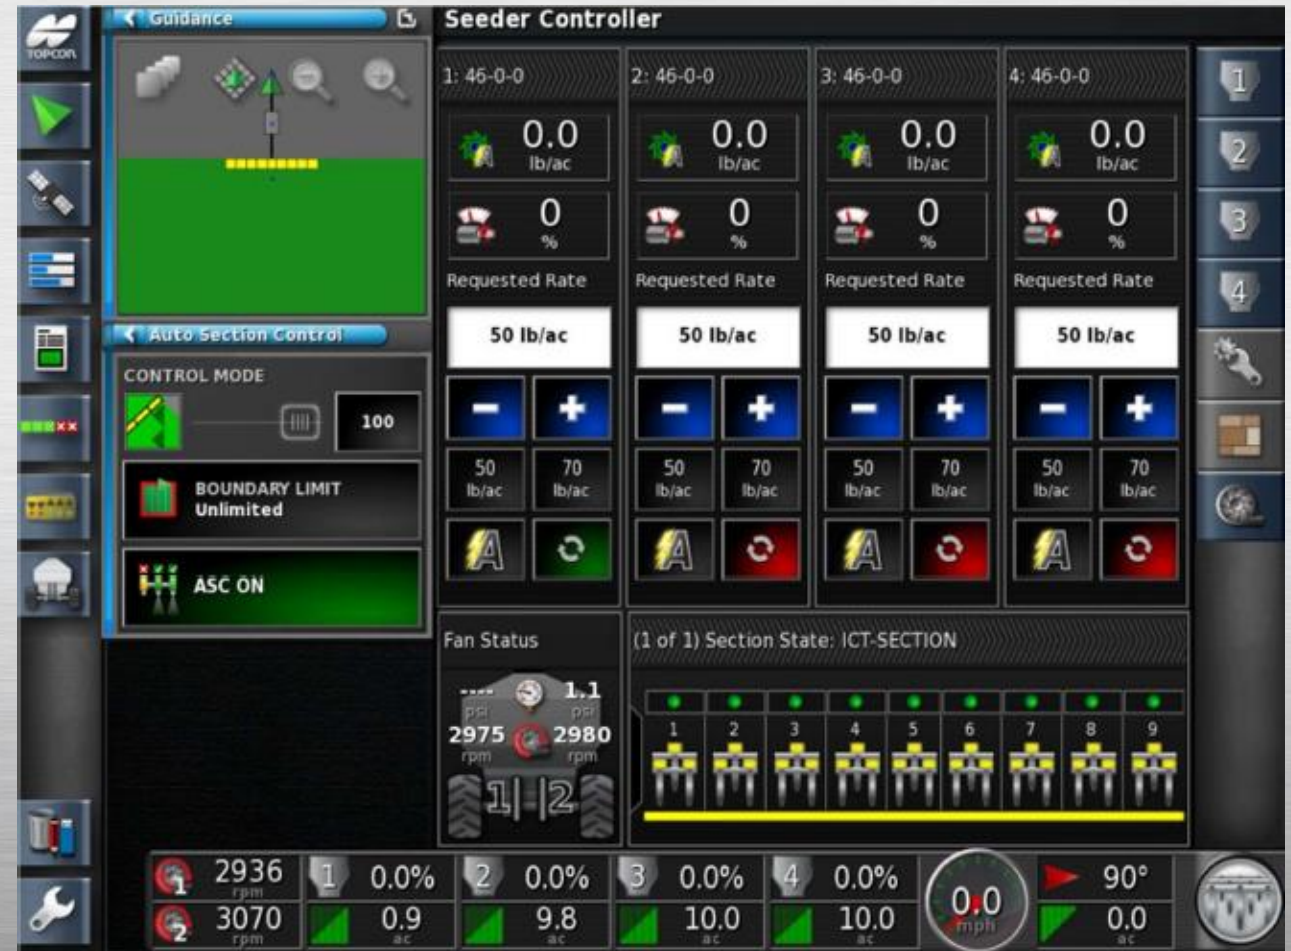 TOPCON
Guidance
Seeder Controller
1: 46-0-0
2: 46-0-0
3: 46-0-0
4: 46-0-0
0.0
lb/ac
0.0
lb/ac
0.0
lb/ac
0.0
lb/ac
0
%
0
%
0
%
0
%
Requested Rate
Requested Rate
Requested Rate
Requested Rate
50 lb/ac
50 lb/ac
50 lb/ac
50 lb/ac
50
lb/ac
70
lb/ac
50
lb/ac
70
lb/ac
50
lb/ac
70
lb/ac
50
lb/ac
70
lb/ac
A
A
A
A
Auto Section Control
CONTROL MODE
100
BOUNDARY LIMIT
Unlimited
ASC ON
1
2
3
4
Fan Status
----
psi
1.1
psi
2975
rpm
2980
rpm
1 2
(1 of 1) Section State: ICT-SECTION
1 2 3 4 5 6 7 8 9
1 2936
rpm
2 3070
rpm
1 0.0%
0.9
ac
2 0.0%
9.8
ac
3 0.0%
10.0
ac
4 0.0%
10.0
ac
0.0
mph
90°
0.0
ac